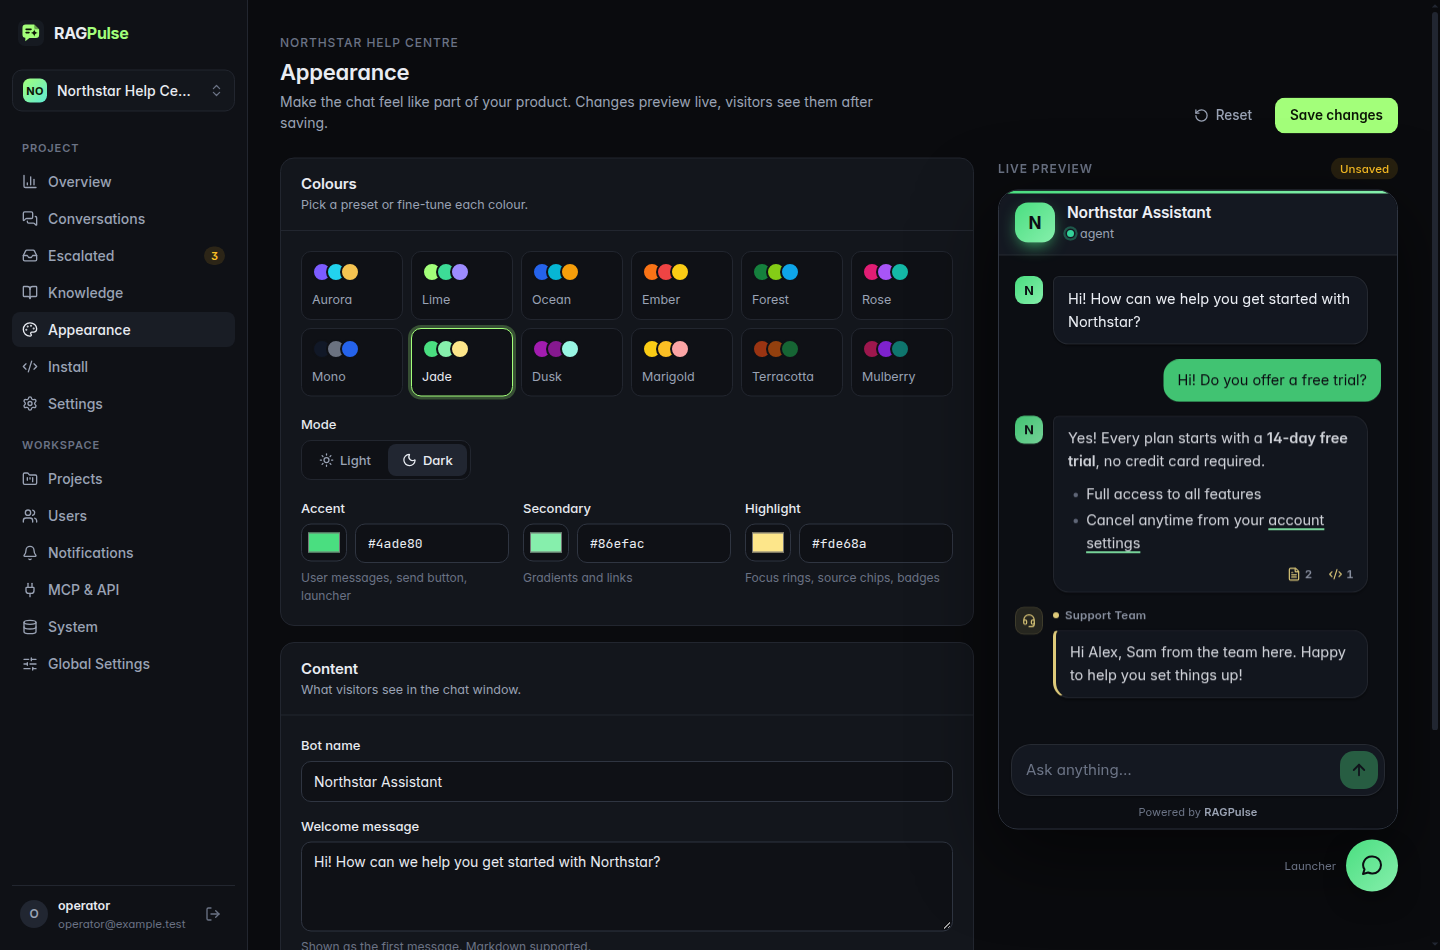 RAGPulse
NO
Northstar Help Ce...
PROJECT
Overview
Conversations
Escalated
3
Knowledge
Appearance
Install
Settings
WORKSPACE
Projects
Users
Notifications
MCP & API
System
Global Settings
O
operator
operator@example.test
NORTHSTAR HELP CENTRE
Appearance
Make the chat feel like part of your product. Changes preview live, visitors see them after
saving.
Reset
Save changes
Colours
Pick a preset or fine-tune each colour.
Aurora
Lime
Ocean
Ember
Forest
Rose
Mono
Jade
Dusk
Marigold
Terracotta
Mulberry
Mode
Light
Dark
Accent
#4ade80
User messages, send button,
launcher
Secondary
#86efac
Gradients and links
Highlight
#fde68a
Focus rings, source chips, badges
Content
What visitors see in the chat window.
Bot name
Northstar Assistant
Welcome message
Hi! How can we help you get started with Northstar?
Shown as the first message. Markdown supported.
LIVE PREVIEW
Unsaved
N
Northstar Assistant
agent
N
Hi! How can we help you get started with
Northstar?
Hi! Do you offer a free trial?
N
Yes! Every plan starts with a 14-day free
trial, no credit card required.
• Full access to all features
• Cancel anytime from your account
settings
2
1
Support Team
Hi Alex, Sam from the team here. Happy
to help you set things up!
Ask anything...
Powered by RAGPulse
Launcher